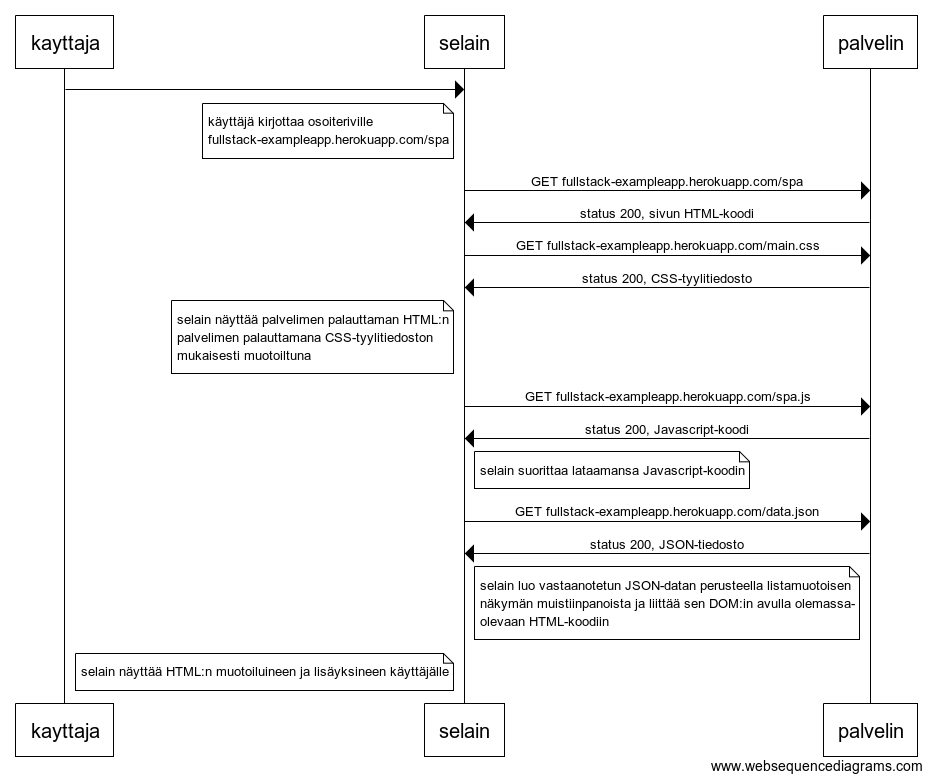 kayttaja
selain
palvelin
käyttäjä kirjottaa osoiteriville
fullstack-exampleapp.herokuapp.com/spa
GET fullstack-exampleapp.herokuapp.com/spa
status 200, sivun HTML-koodi
GET fullstack-exampleapp.herokuapp.com/main.css
status 200, CSS-tyylitiedosto
selain näyttää palvelimen palauttaman HTML:n
palvelimen palauttamana CSS-tyylitiedoston
mukaisesti muotoiltuna
GET fullstack-exampleapp.herokuapp.com/spa.js
status 200, Javascript-koodi
selain suorittaa lataamansa Javascript-koodin
GET fullstack-exampleapp.herokuapp.com/data.json
status 200, JSON-tiedosto
selain luo vastaanotetun JSON-datan perusteella listamuotoisen
näkymän muistiinpanoista ja liittää sen DOM:in avulla olemassa-
olevaan HTML-koodiin
selain näyttää HTML:n muotoiluineen ja lisäyksineen käyttäjälle
kayttaja
selain
palvelin
www.websequencediagrams.com